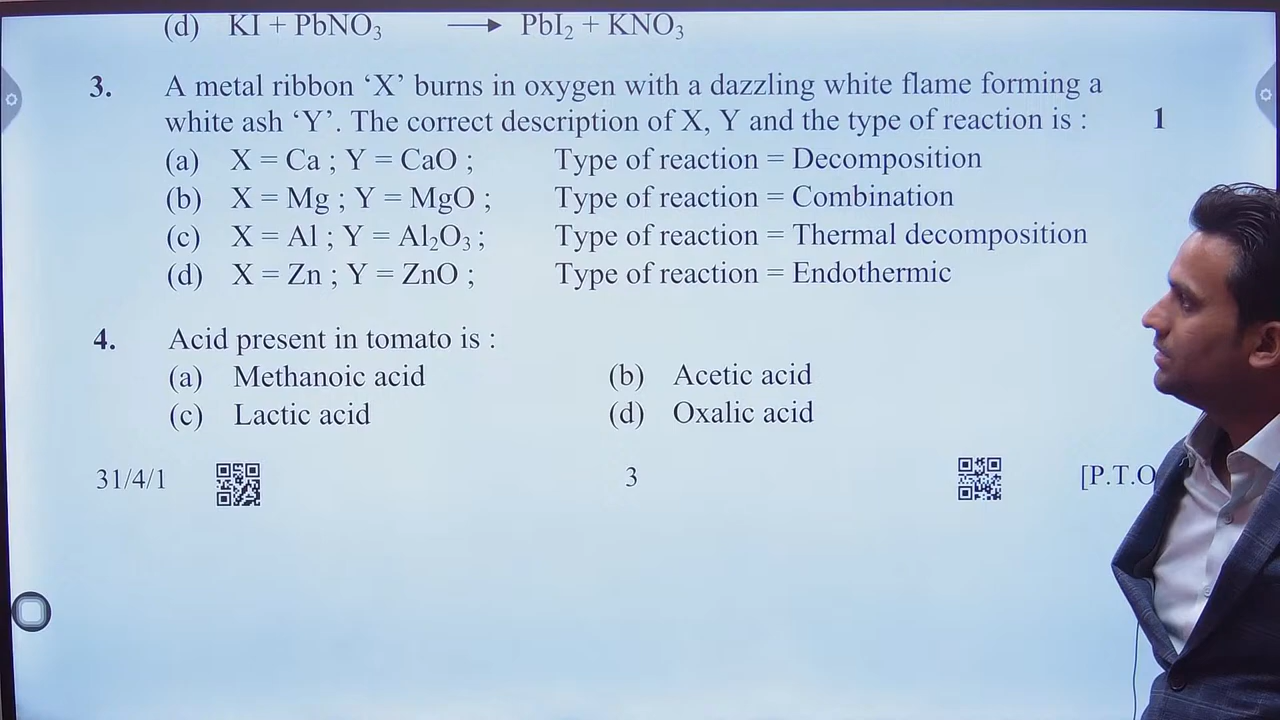 (d) KI + PbNO₃ ⟶ PbI₂ + KNO₃
3. A metal ribbon ‘X’ burns in oxygen with a dazzling white flame forming a
white ash ‘Y’. The correct description of X, Y and the type of reaction is : 1
(a) X = Ca ; Y = CaO ; Type of reaction = Decomposition
(b) X = Mg ; Y = MgO ; Type of reaction = Combination
(c) X = Al ; Y = Al₂O₃ ; Type of reaction = Thermal decomposition
(d) X = Zn ; Y = ZnO ; Type of reaction = Endothermic
4. Acid present in tomato is :
(a) Methanoic acid (b) Acetic acid
(c) Lactic acid (d) Oxalic acid
31/4/1 3 [P.T.O